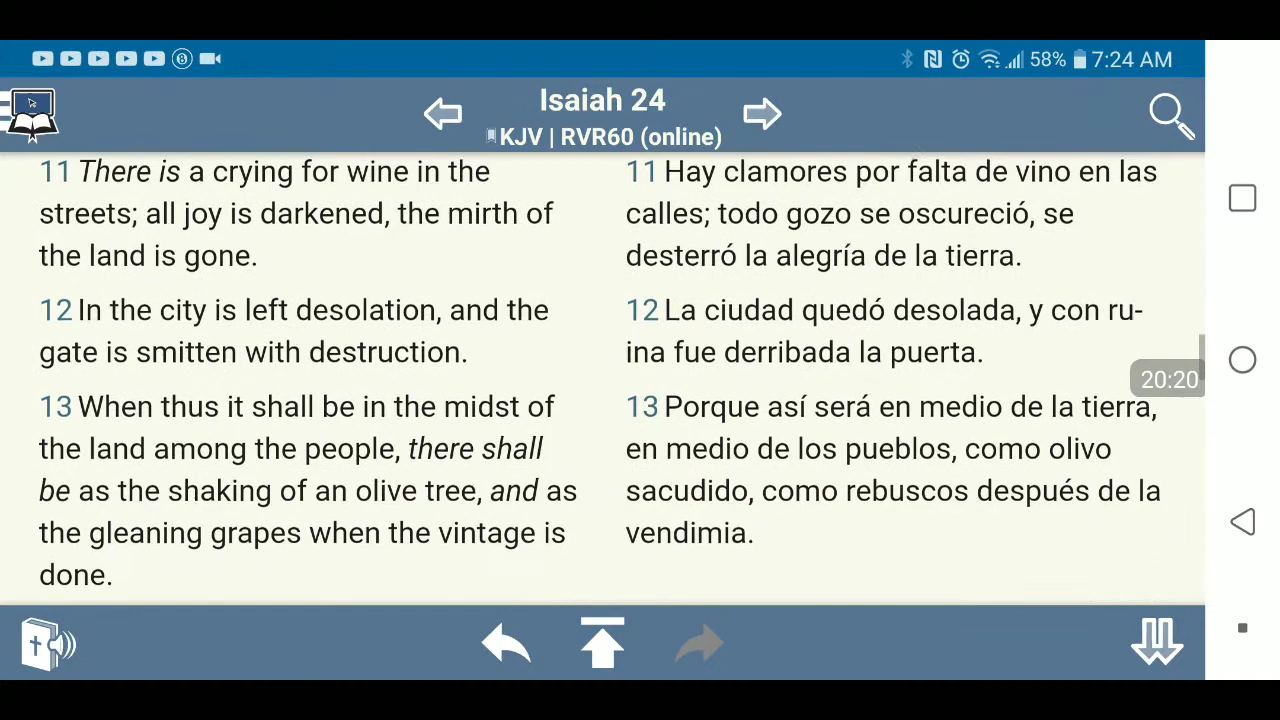 58% 7:24 AM
Isaiah 24
KJV | RVR60 (online)
11 There is a crying for wine in the
streets; all joy is darkened, the mirth of
the land is gone.
12 In the city is left desolation, and the
gate is smitten with destruction.
13 When thus it shall be in the midst of
the land among the people, there shall
be as the shaking of an olive tree, and as
the gleaning grapes when the vintage is
done.
11 Hay clamores por falta de vino en las
calles; todo gozo se oscureció, se
desterró la alegría de la tierra.
12 La ciudad quedó desolada, y con ru-
ina fue derribada la puerta.
13 Porque así será en medio de la tierra,
en medio de los pueblos, como olivo
sacudido, como rebuscos después de la
vendimia.
20:20